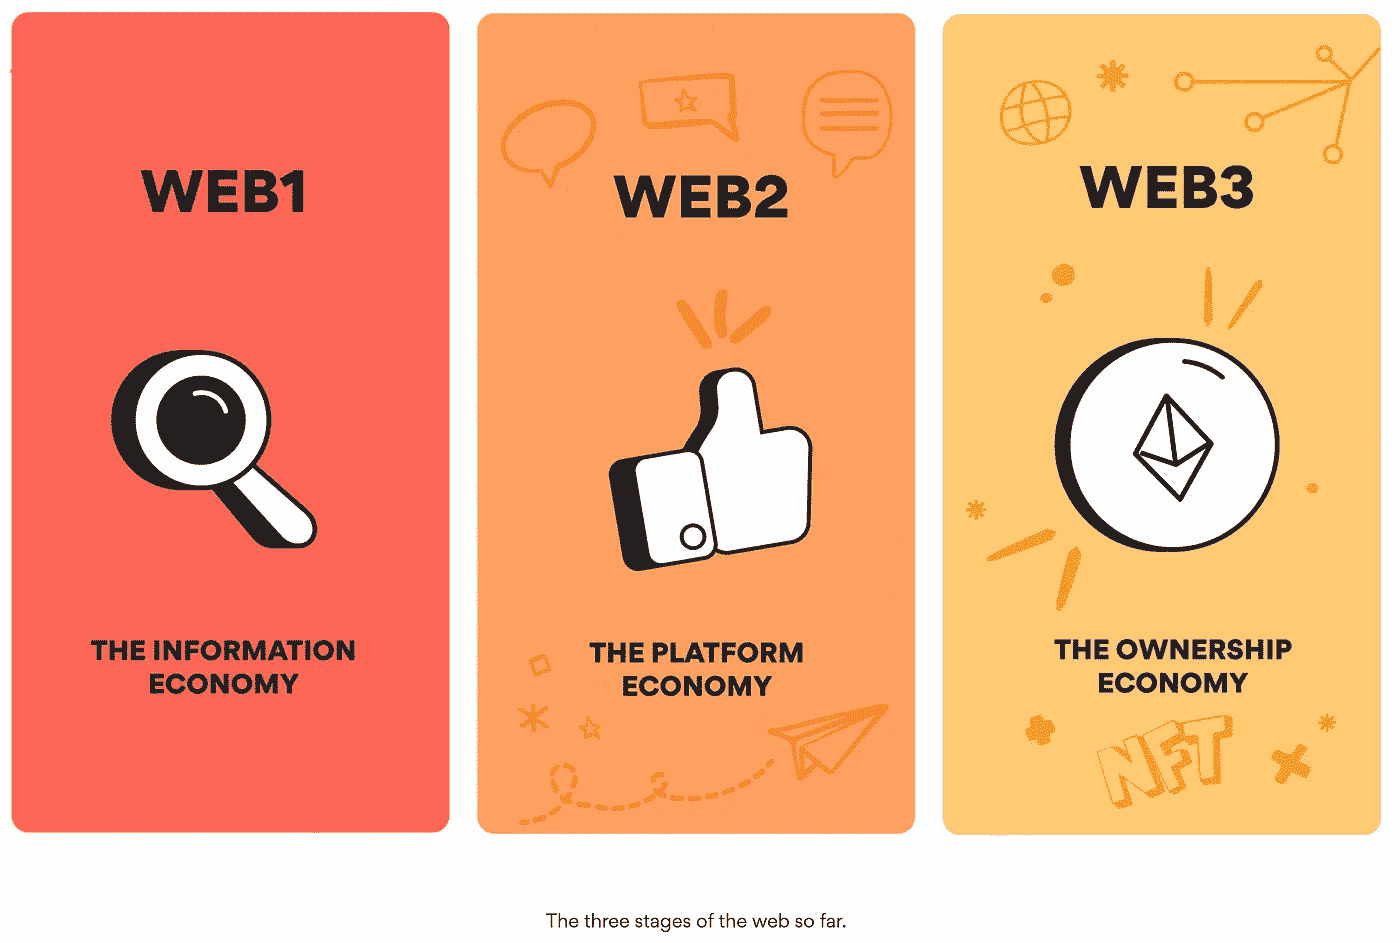 WEB1
THE INFORMATION
ECONOMY
WEB2
THE PLATFORM
ECONOMY
WEB3
THE OWNERSHIP
ECONOMY
NFT
The three stages of the web so far.